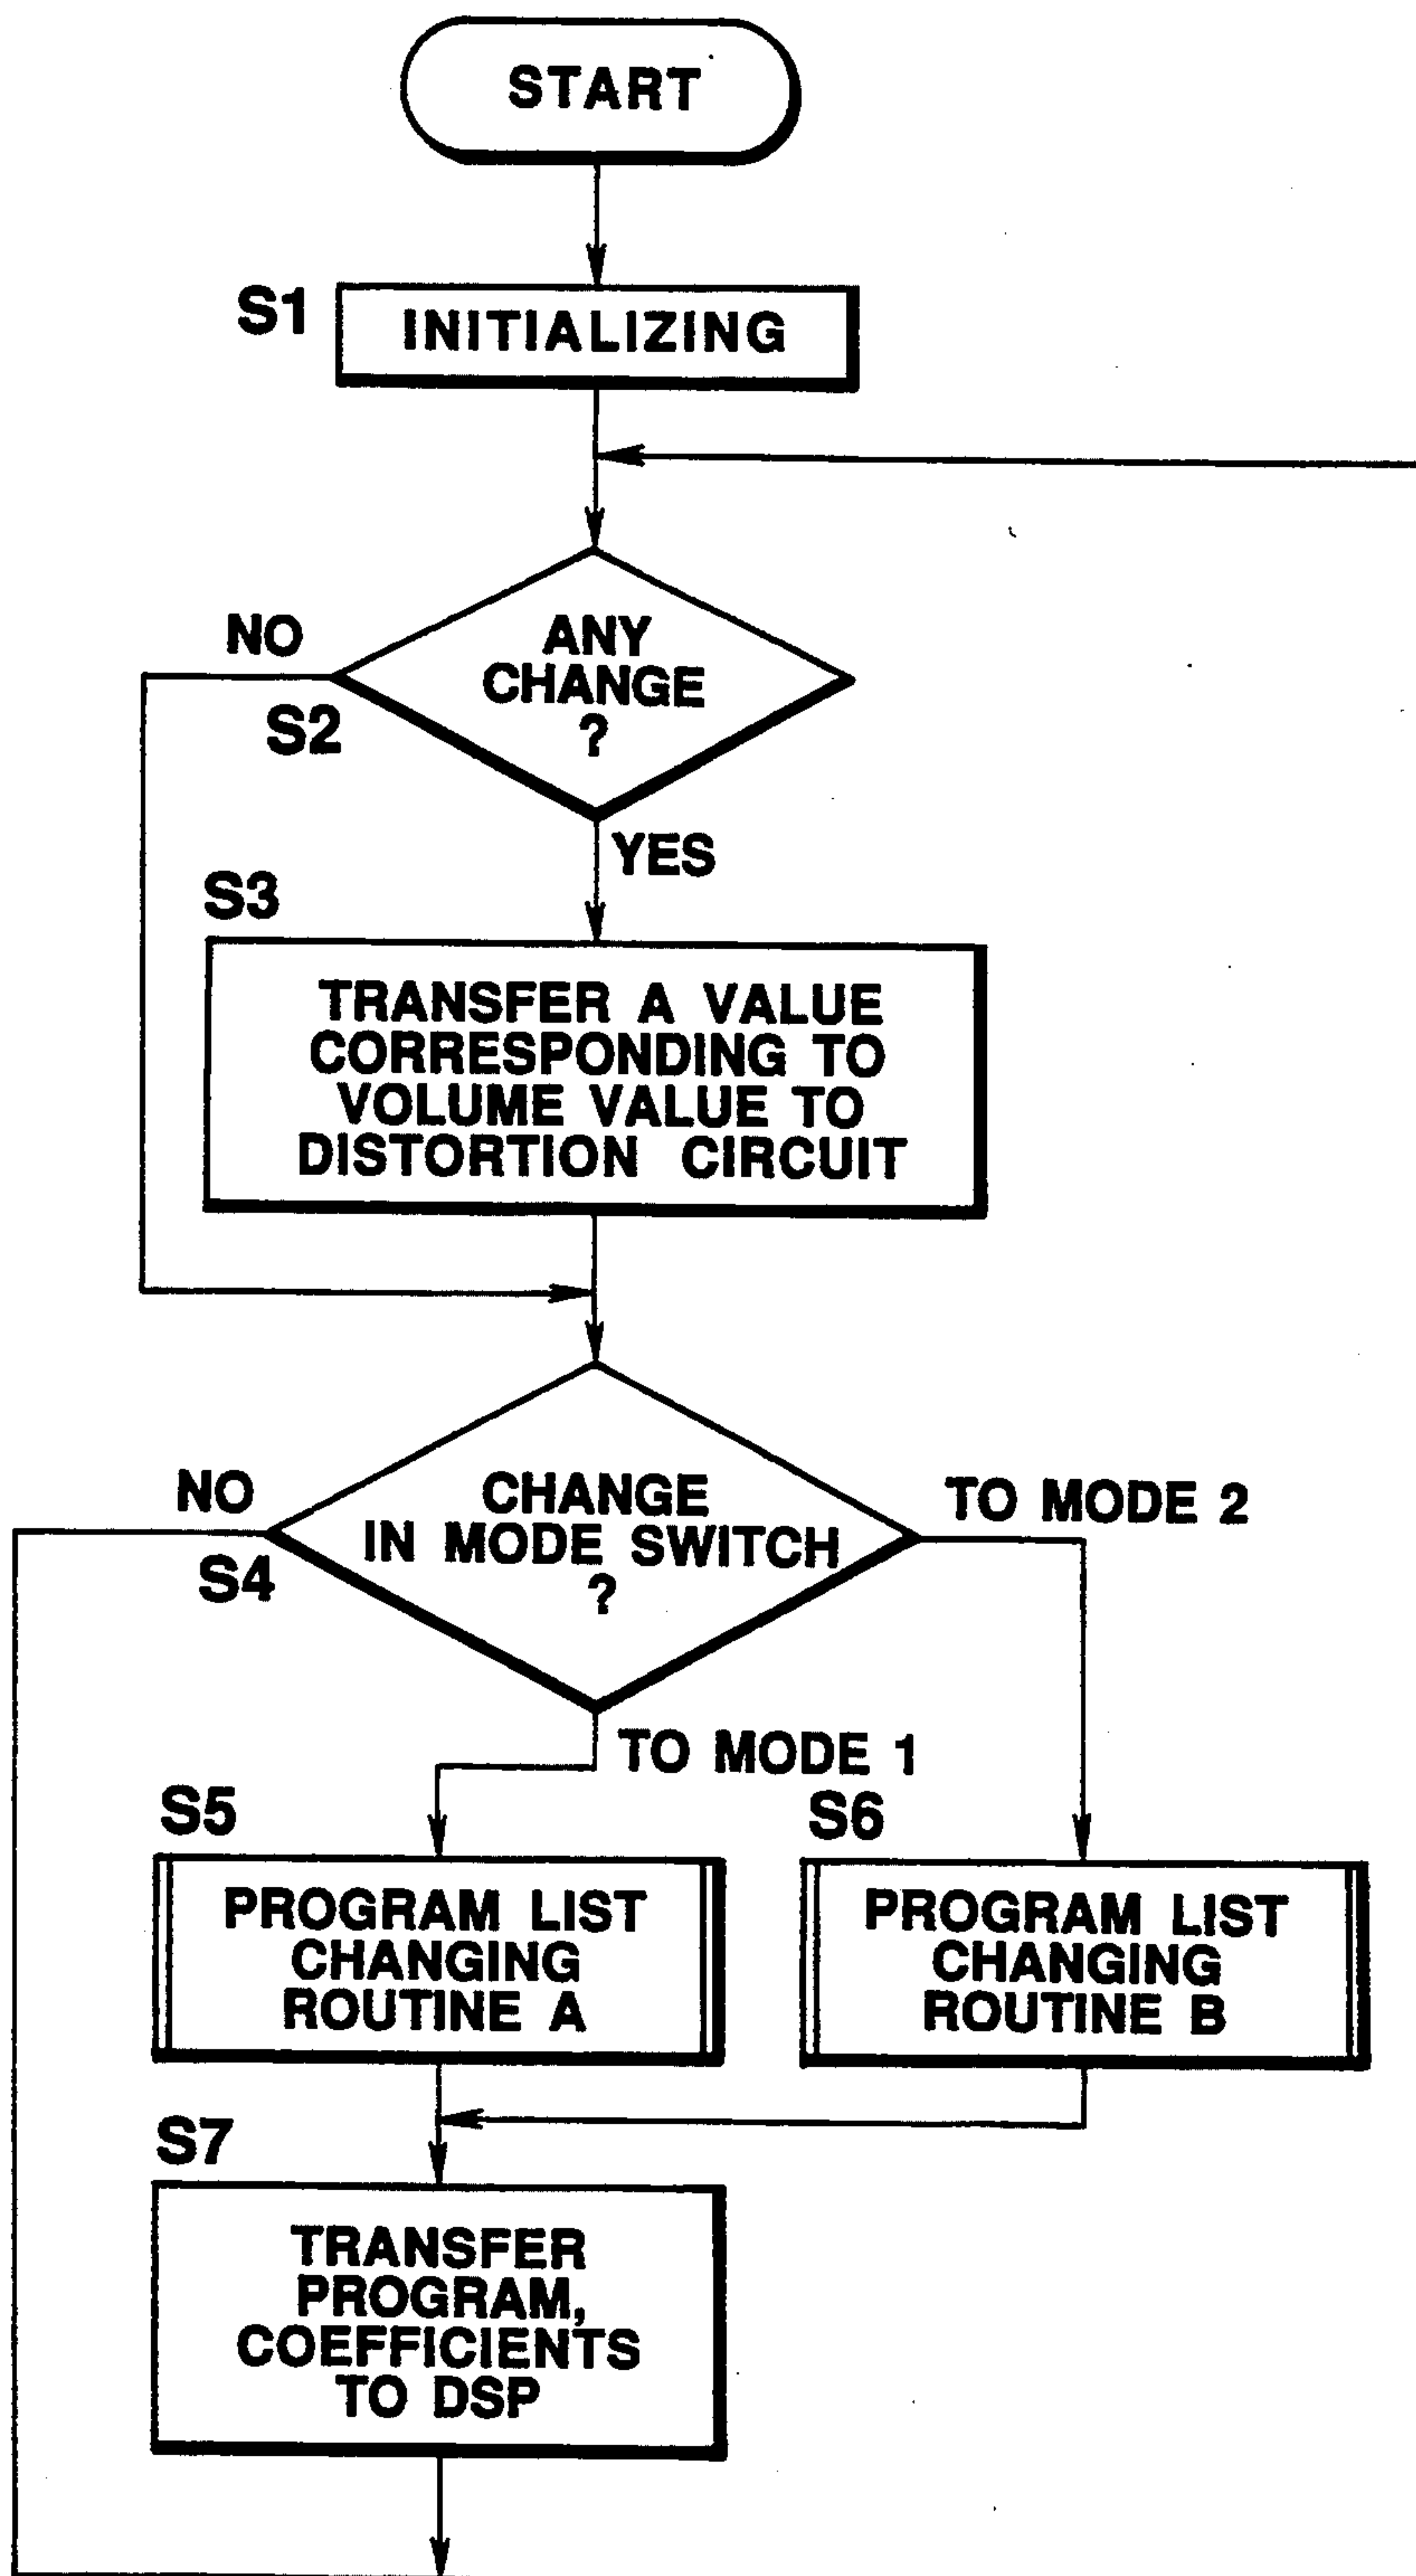 START
S1
INITIALIZING
NO
ANY
CHANGE
?
S2
YES
S3
TRANSFER A VALUE
CORRESPONDING TO
VOLUME VALUE TO
DISTORTION CIRCUIT
NO
CHANGE
IN MODE SWITCH
?
TO MODE 2
S4
TO MODE 1
S5
S6
PROGRAM LIST
CHANGING
ROUTINE A
PROGRAM LIST
CHANGING
ROUTINE B
S7
TRANSFER
PROGRAM,
COEFFICIENTS
TO DSP